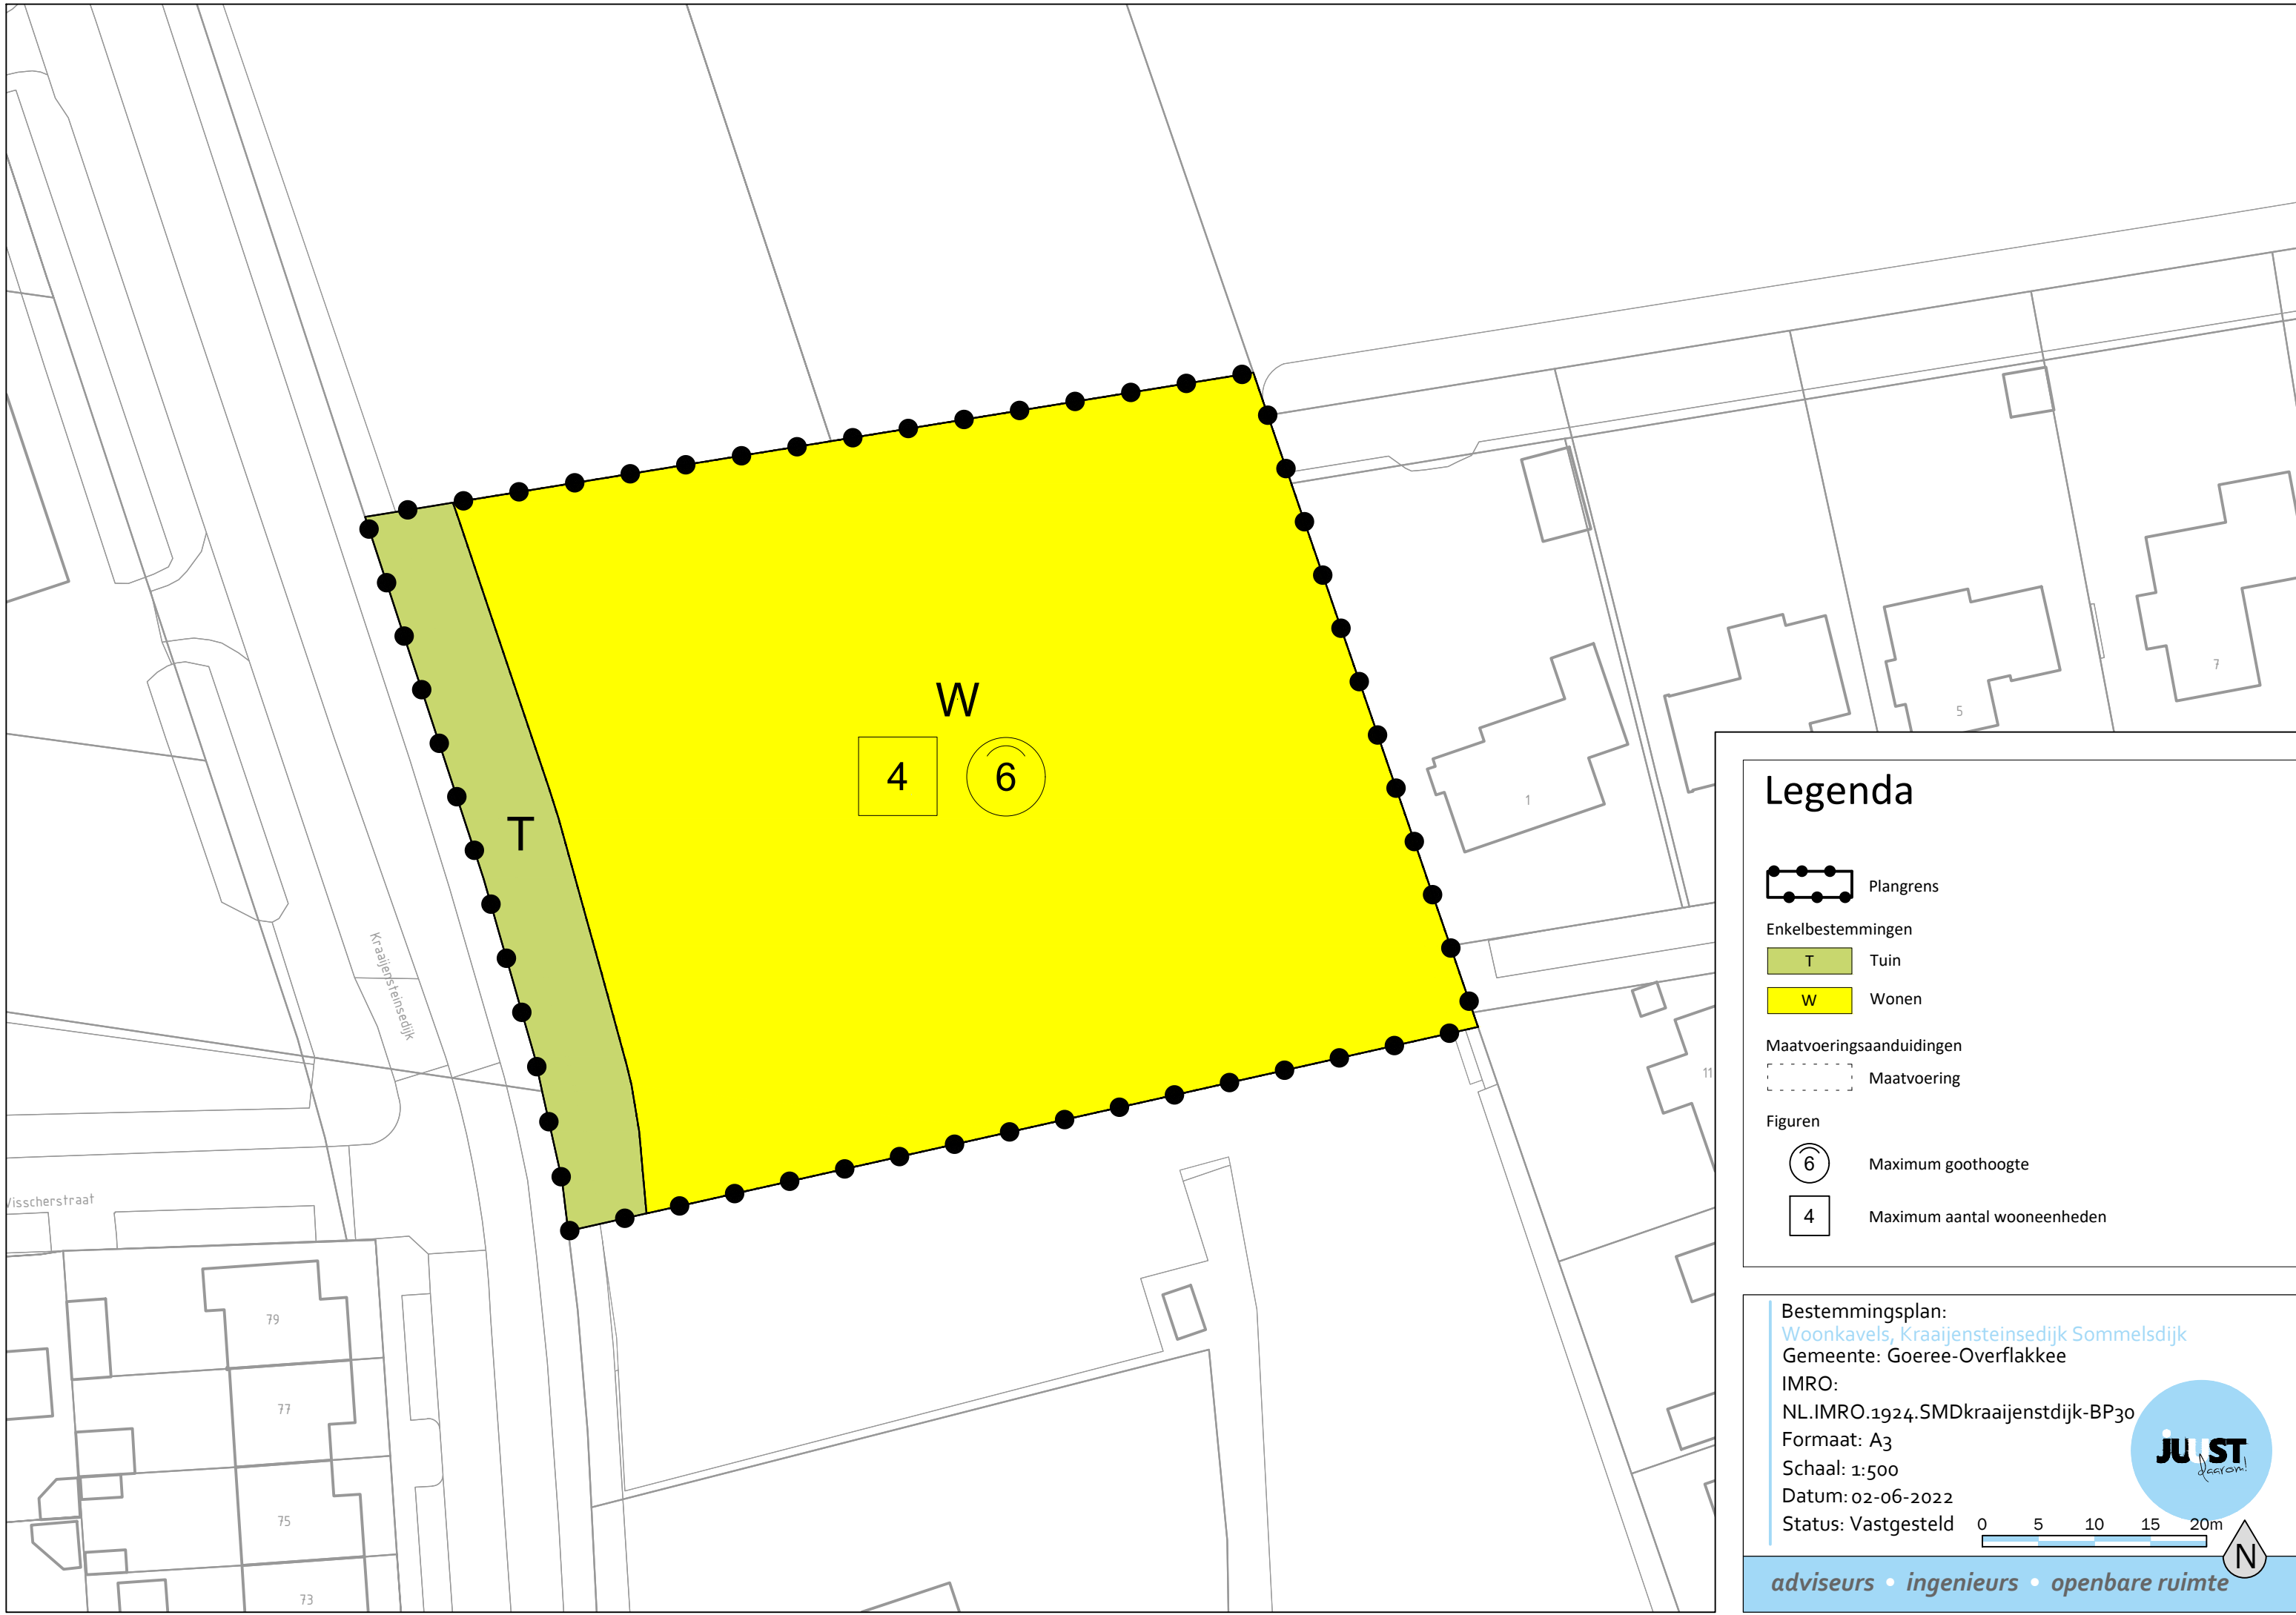 W
4
6
T
Kraaijensteinsedijk
Visscherstraat
79
77
75
73
1
5
7
11
Legenda
Plangrens
Enkelbestemmingen
T Tuin
W Wonen
Maatvoeringsaanduidingen
Maatvoering
Figuren
6 Maximum goothoogte
4 Maximum aantal wooneenheden
Bestemmingsplan:
Woonkavels, Kraaijensteinsedijk Sommelsdijk
Gemeente: Goeree-Overflakkee
IMRO:
NL.IMRO.1924.SMDkraaijenstdijk-BP30
Formaat: A3
Schaal: 1:500
Datum: 02-06-2022
Status: Vastgesteld
0 5 10 15 20m
JUUST
daarom!
N
adviseurs • ingenieurs • openbare ruimte